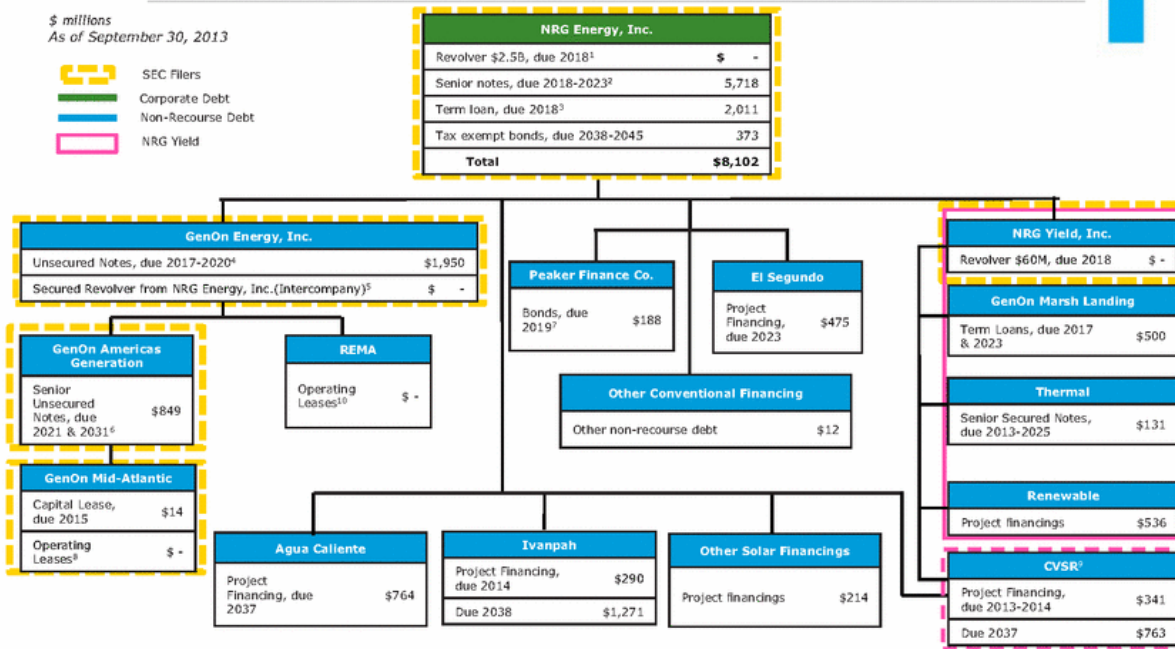 $ millions
As of September 30, 2013
SEC Filers
Corporate Debt
Non-Recourse Debt
NRG Yield
NRG Energy, Inc.
Revolver $2.5B, due 2018¹ $ -
Senior notes, due 2018-2023² 5,718
Term loan, due 2018³ 2,011
Tax exempt bonds, due 2038-2045 373
Total $8,102
GenOn Energy, Inc.
Unsecured Notes, due 2017-2020⁴ $1,950
Secured Revolver from NRG Energy, Inc.(Intercompany)⁵ $ -
GenOn Americas
Generation
Senior
Unsecured
Notes, due
2021 & 2031⁶
$849
REMA
Operating
Leases¹⁰
$ -
GenOn Mid-Atlantic
Capital Lease,
due 2015
$14
Operating
Leases⁸
$ -
Peaker Finance Co.
Bonds, due
2019⁷
$188
El Segundo
Project
Financing,
due 2023
$475
Other Conventional Financing
Other non-recourse debt $12
Agua Caliente
Project
Financing, due
2037
$764
Ivanpah
Project Financing,
due 2014
$290
Due 2038 $1,271
Other Solar Financings
Project financings $214
NRG Yield, Inc.
Revolver $60M, due 2018 $ -
GenOn Marsh Landing
Term Loans, due 2017
& 2023
$500
Thermal
Senior Secured Notes,
due 2013-2025
$131
Renewable
Project financings $536
CVSR⁹
Project Financing,
due 2013-2014
$341
Due 2037 $763